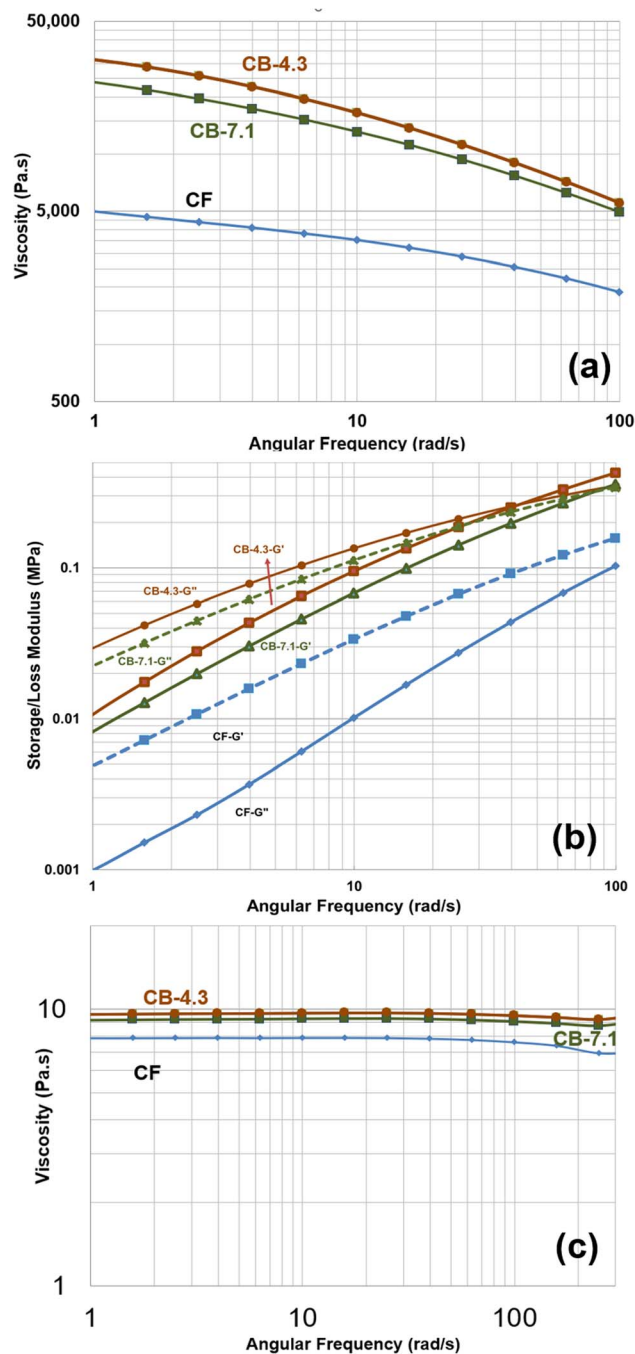 50,000
CB-4.3
CB-7.1
Viscosity (Pa.s)
5,000
CF
(a)
500
1
10
100
Angular Frequency (rad/s)
Storage/Loss Modulus (MPa)
0.1
CB-4.3-G'
CB-4.3-G"
CB-7.1-G"
CB-7.1-G'
0.01
CF-G'
CF-G"
(b)
0.001
1
10
100
Angular Frequency (rad/s)
10
CB-4.3
CB-7.1
CF
Viscosity (Pa.s)
(c)
1
1
10
100
Angular Frequency (rad/s)